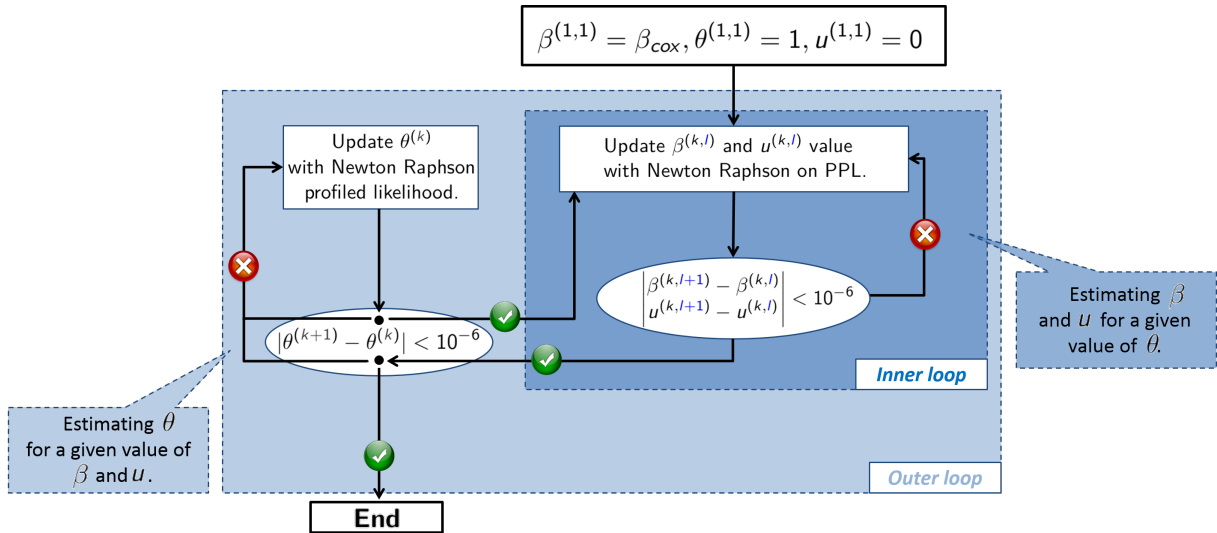 β^(1,1) = β_cox, θ^(1,1) = 1, u^(1,1) = 0
Update θ^(k)
with Newton Raphson
profiled likelihood.
Update β^(k,l) and u^(k,l) value
with Newton Raphson on PPL.
|β^(k,l+1) − β^(k,l)|
|u^(k,l+1) − u^(k,l)| < 10^−6
|θ^(k+1) − θ^(k)| < 10^−6
Inner loop
Estimating β
and u for a given
value of θ.
Estimating θ
for a given value of
β and u.
Outer loop
End